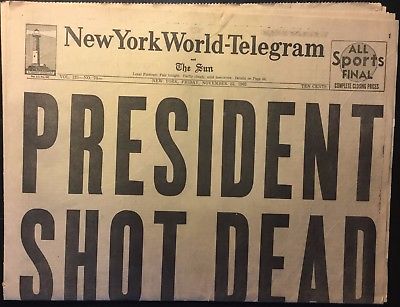 New York World-Telegram
and
The Sun
ALL
Sports
FINAL
COMPLETE CLOSING PRICES
NEW YORK, FRIDAY, NOVEMBER 22, 1963
TEN CENTS
PRESIDENT
SHOT DEAD